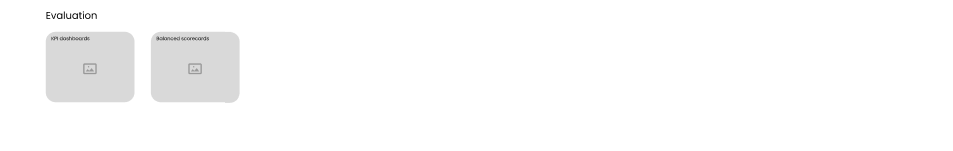 Evaluation
KPI dashboards
Balanced scorecards